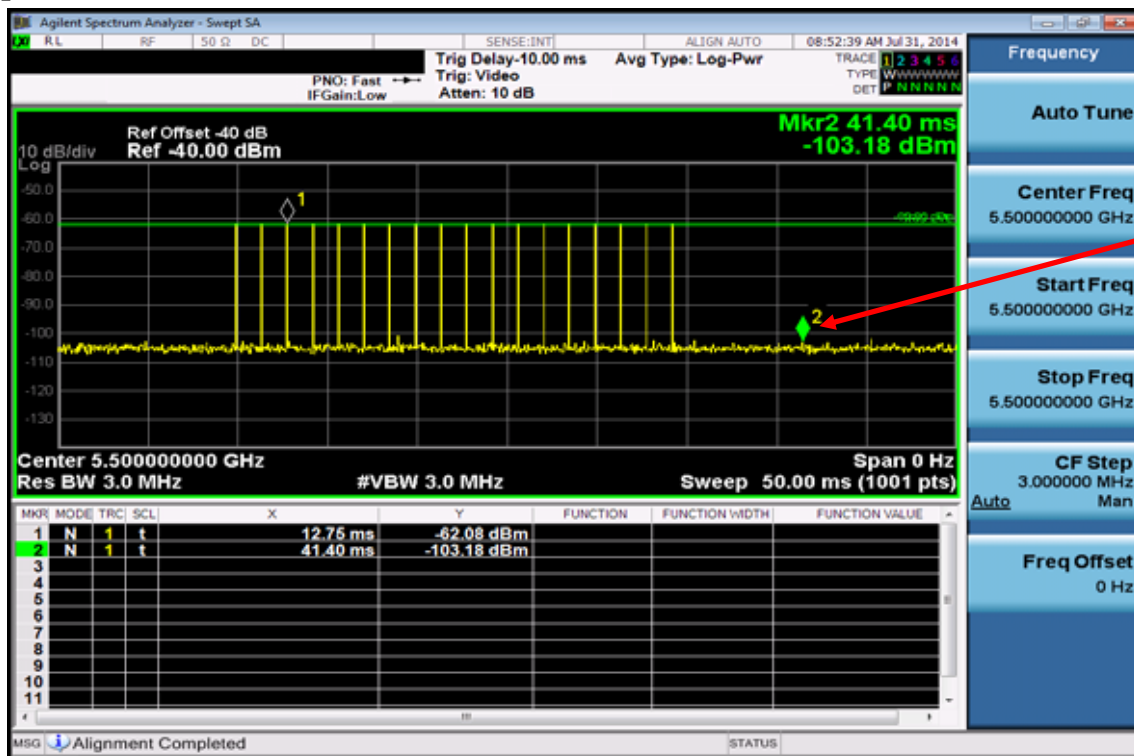 Agilent Spectrum Analyzer - Swept SA
RL RF 50 Ω DC SENSE:INT ALIGN AUTO 08:52:39 AM Jul 31, 2014
Trig Delay-10.00 ms Avg Type: Log-Pwr TRACE 1 2 3 4 5 6
PNO: Fast Trig: Video TYPE WWWWWW
IFGain:Low Atten: 10 dB DET P N N N N N
Mkr2 41.40 ms
-103.18 dBm
Ref Offset -40 dB
10 dB/div Ref -40.00 dBm
Log
-50.0
-60.0
-70.0
-80.0
-90.0
-100
-110
-120
-130
1
2
Center 5.500000000 GHz Span 0 Hz
Res BW 3.0 MHz #VBW 3.0 MHz Sweep 50.00 ms (1001 pts)
MKR MODE TRC SCL X Y FUNCTION FUNCTION WIDTH FUNCTION VALUE
1 N 1 t 12.75 ms -62.08 dBm
2 N 1 t 41.40 ms -103.18 dBm
3
4
5
6
7
8
9
10
11
MSG Alignment Completed STATUS
Frequency
Auto Tune
Center Freq
5.500000000 GHz
Start Freq
5.500000000 GHz
Stop Freq
5.500000000 GHz
CF Step
3.000000 MHz
Auto Man
Freq Offset
0 Hz